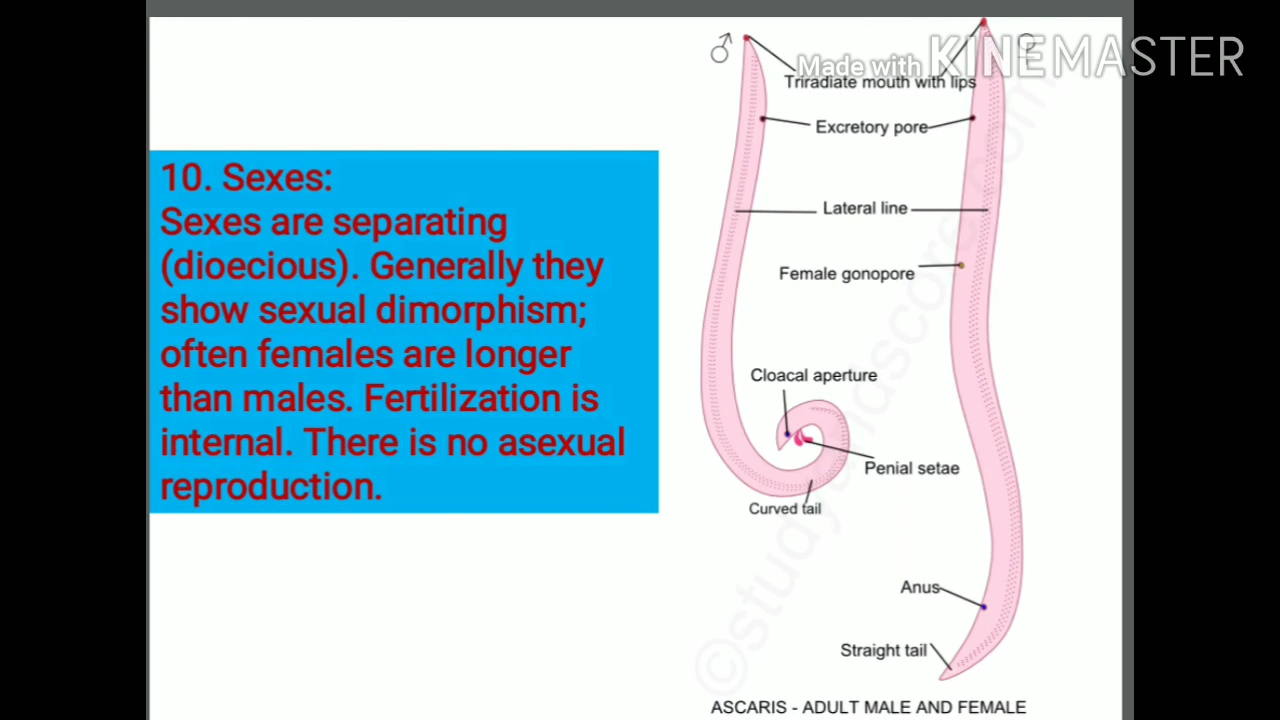 10. Sexes:
Sexes are separating
(dioecious). Generally they
show sexual dimorphism;
often females are longer
than males. Fertilization is
internal. There is no asexual
reproduction.
♂
♀
Made with KINEMASTER
Triradiate mouth with lips
Excretory pore
Lateral line
Female gonopore
Cloacal aperture
Penial setae
Curved tail
Anus
Straight tail
ASCARIS - ADULT MALE AND FEMALE